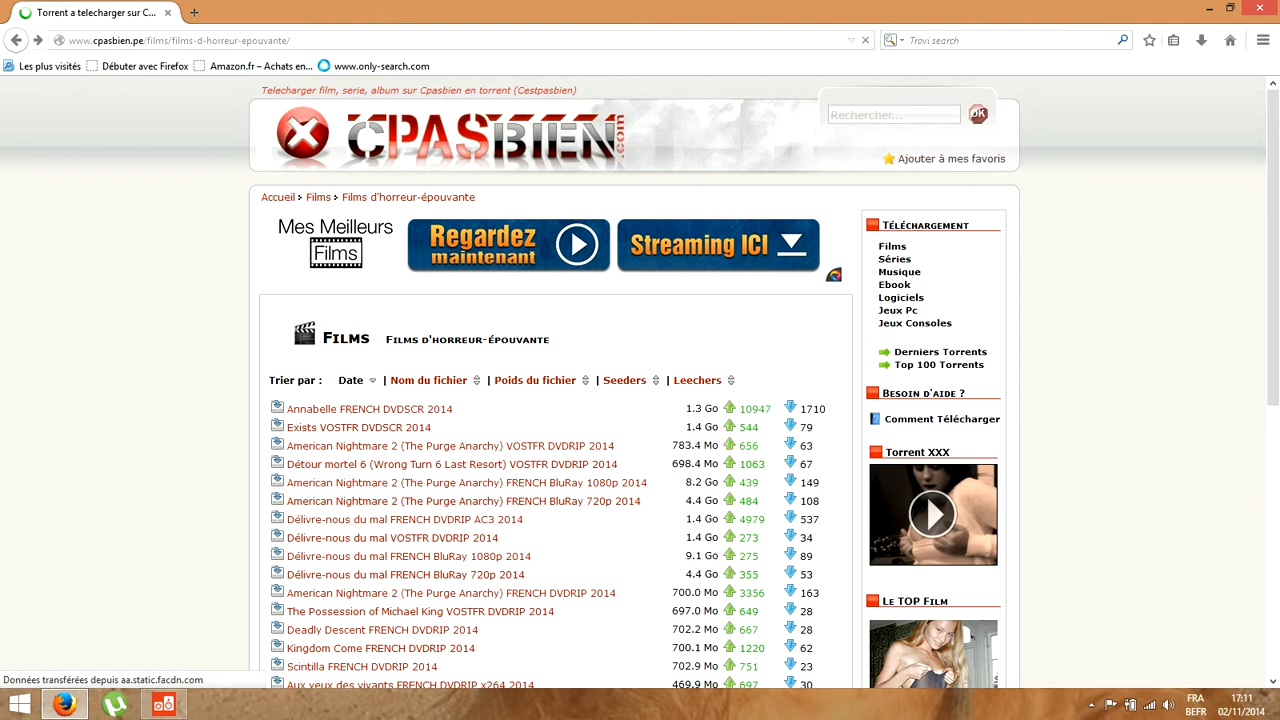 Torrent a telecharger sur C...
www.cpasbien.pe/films/films-d-horreur-epouvante/
Trovi search
Les plus visités
Débuter avec Firefox
Amazon.fr – Achats en...
www.only-search.com
Telecharger film, serie, album sur Cpasbien en torrent (Cestpasbien)
CPASBIEN.com
Rechercher...
OK
Ajouter à mes favoris
Accueil
Films
Films d'horreur-épouvante
Mes Meilleurs
Films
Regardez
maintenant
Streaming ICI
Films Films d'horreur-épouvante
Trier par : Date | Nom du fichier | Poids du fichier | Seeders | Leechers
Annabelle FRENCH DVDSCR 2014 1.3 Go 10947 1710
Exists VOSTFR DVDSCR 2014 1.4 Go 544 79
American Nightmare 2 (The Purge Anarchy) VOSTFR DVDRIP 2014 783.4 Mo 656 63
Détour mortel 6 (Wrong Turn 6 Last Resort) VOSTFR DVDRIP 2014 698.4 Mo 1063 67
American Nightmare 2 (The Purge Anarchy) FRENCH BluRay 1080p 2014 8.2 Go 439 149
American Nightmare 2 (The Purge Anarchy) FRENCH BluRay 720p 2014 4.4 Go 484 108
Délivre-nous du mal FRENCH DVDRIP AC3 2014 1.4 Go 4979 537
Délivre-nous du mal VOSTFR DVDRIP 2014 1.4 Go 273 34
Délivre-nous du mal FRENCH BluRay 1080p 2014 9.1 Go 275 89
Délivre-nous du mal FRENCH BluRay 720p 2014 4.4 Go 355 53
American Nightmare 2 (The Purge Anarchy) FRENCH DVDRIP 2014 700.0 Mo 3356 163
The Possession of Michael King VOSTFR DVDRIP 2014 697.0 Mo 649 28
Deadly Descent FRENCH DVDRIP 2014 702.2 Mo 667 28
Kingdom Come FRENCH DVDRIP 2014 700.1 Mo 1220 62
Scintilla FRENCH DVDRIP 2014 702.9 Mo 751 23
Aux yeux des vivants FRENCH DVDRIP x264 2014 469.9 Mo 697 30
Téléchargement
Films
Séries
Musique
Ebook
Logiciels
Jeux Pc
Jeux Consoles
Derniers Torrents
Top 100 Torrents
Besoin d'aide ?
Comment Télécharger
Torrent XXX
Le TOP Film
Données transférées depuis aa.static.facdn.com
FRA
BEFR
17:11
02/11/2014